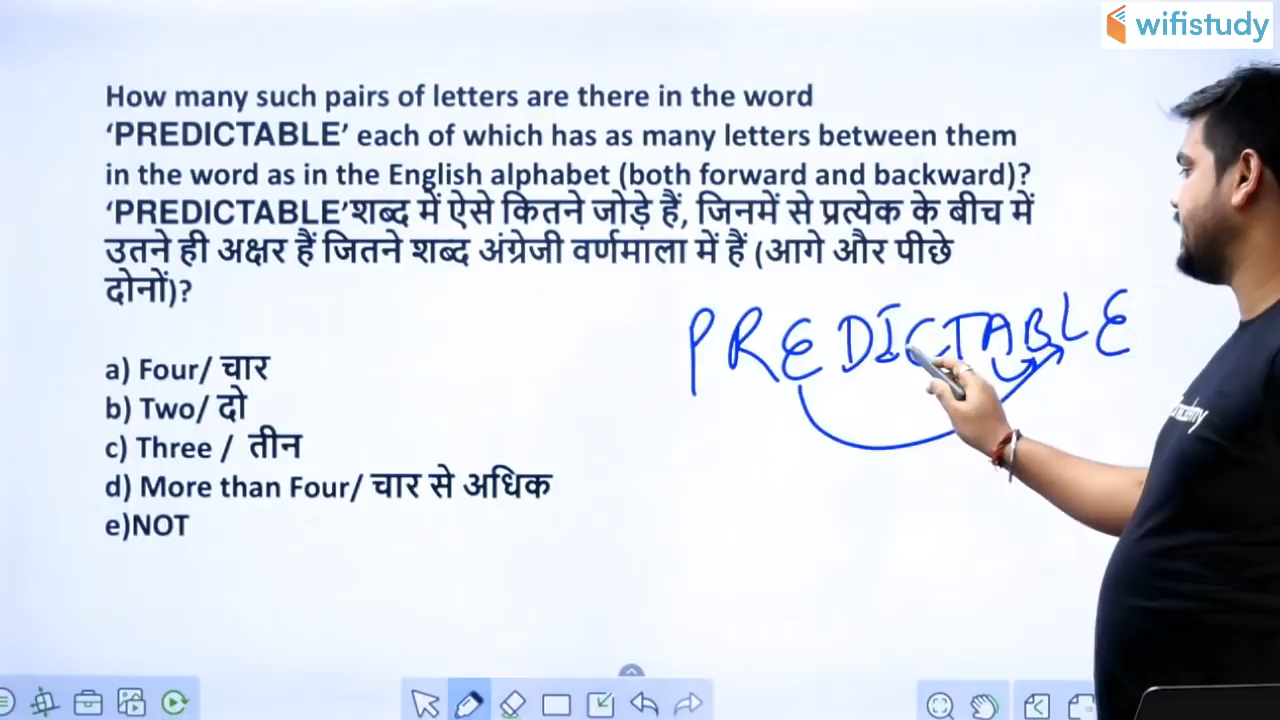 wifistudy
How many such pairs of letters are there in the word
‘PREDICTABLE’ each of which has as many letters between them
in the word as in the English alphabet (both forward and backward)?
‘PREDICTABLE’शब्द में ऐसे कितने जोड़े हैं, जिनमें से प्रत्येक के बीच में
उतने ही अक्षर हैं जितने शब्द अंग्रेजी वर्णमाला में हैं (आगे और पीछे
दोनों)?
PREDICTABLE
a) Four/ चार
b) Two/ दो
c) Three / तीन
d) More than Four/ चार से अधिक
e)NOT